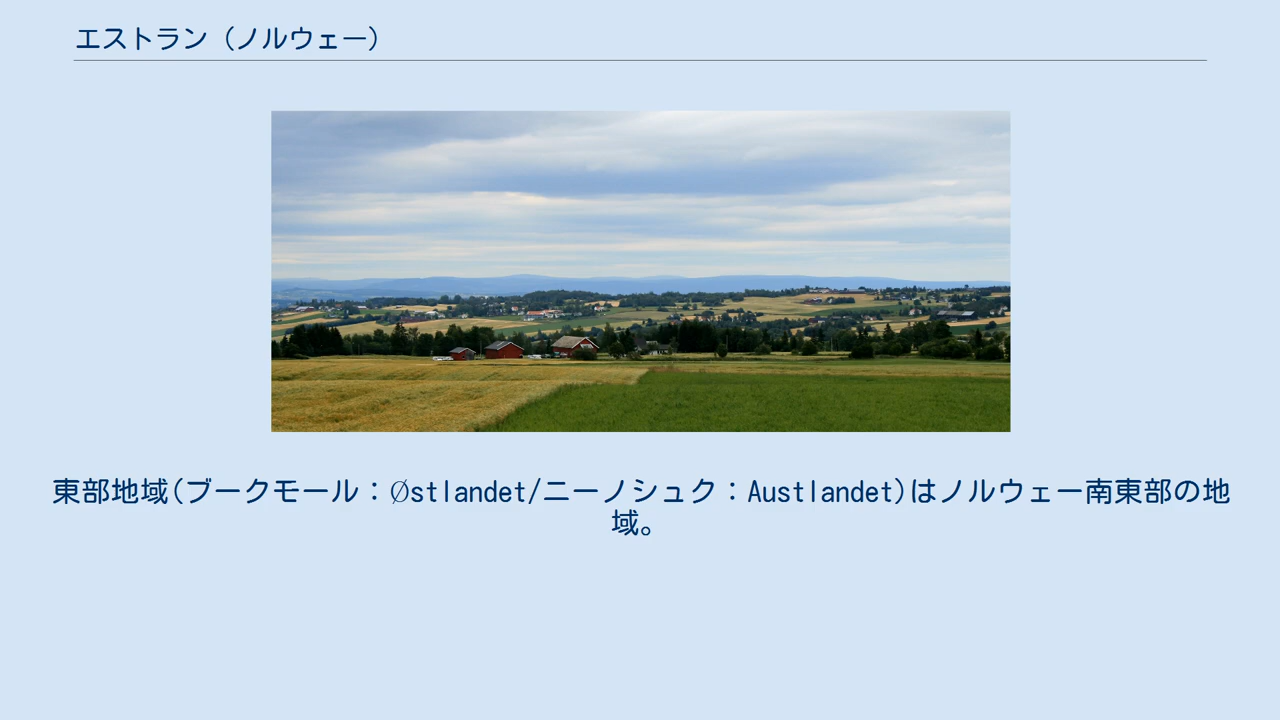 エストラン（ノルウェー）
東部地域(ブークモール：Østlandet/ニーノシュク：Austlandet)はノルウェー南東部の地
域。